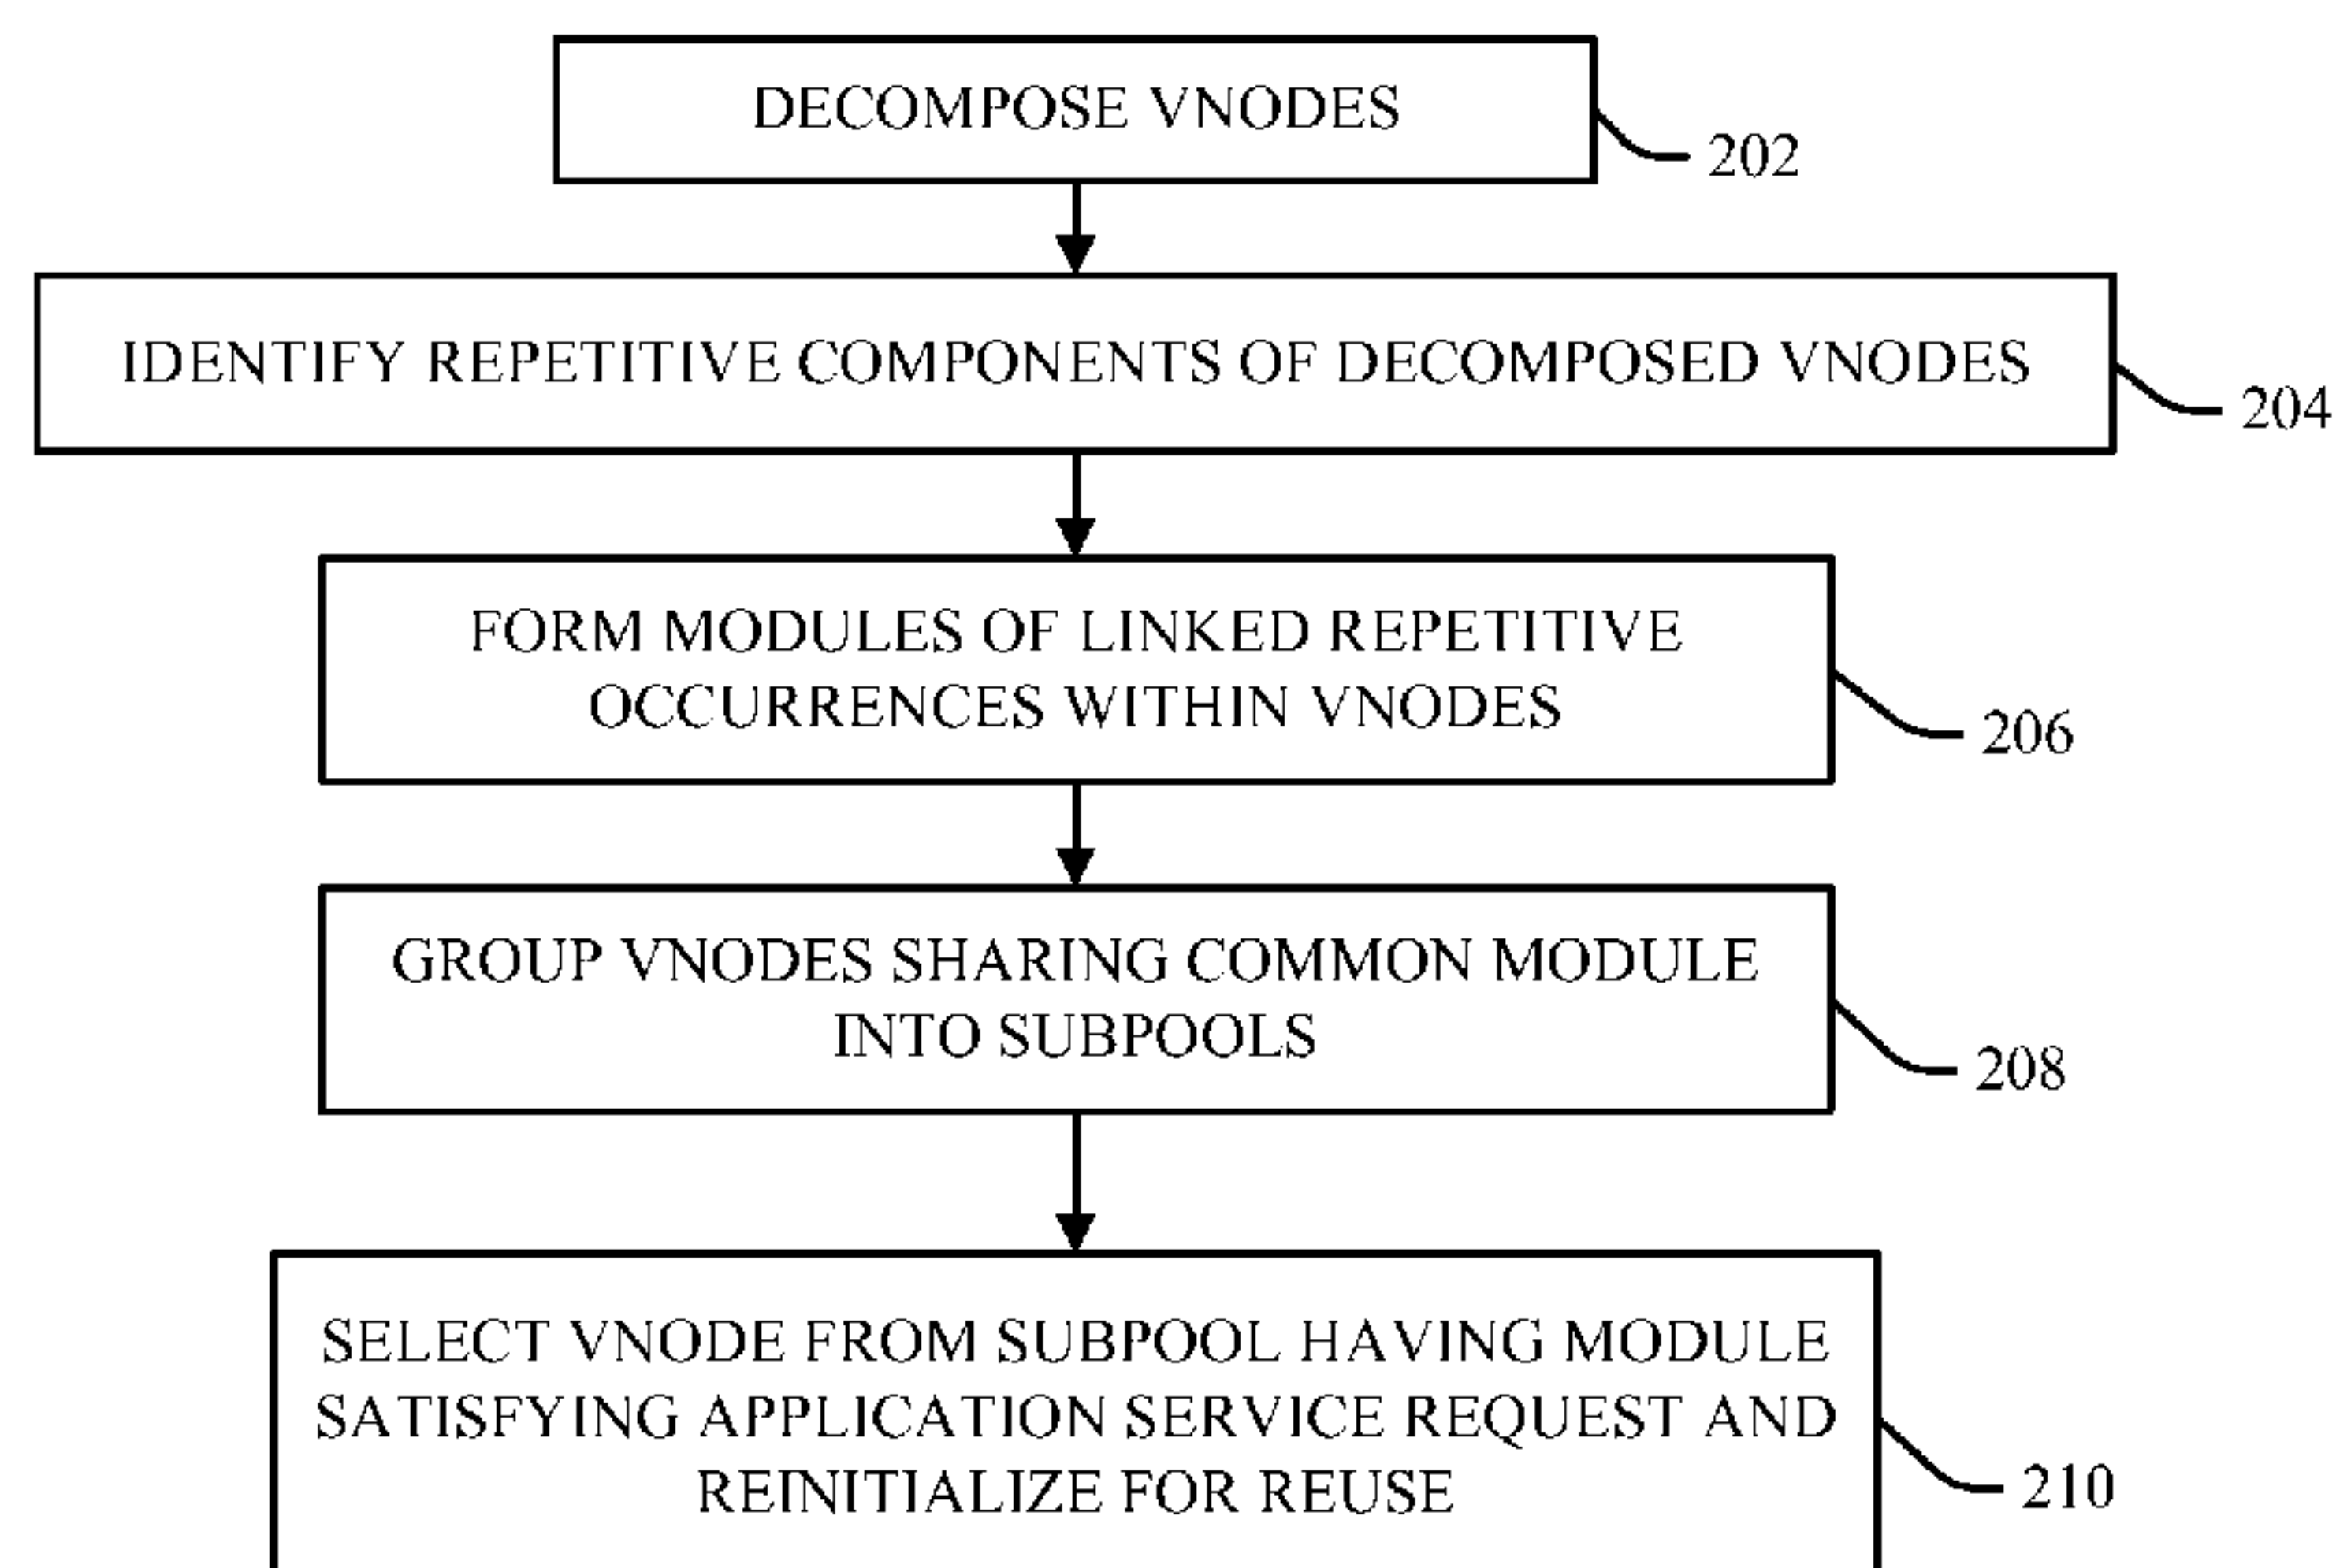 DECOMPOSE VNODES
202
IDENTIFY REPETITIVE COMPONENTS OF DECOMPOSED VNODES
204
FORM MODULES OF LINKED REPETITIVE
OCCURRENCES WITHIN VNODES
206
GROUP VNODES SHARING COMMON MODULE
INTO SUBPOOLS
208
SELECT VNODE FROM SUBPOOL HAVING MODULE
SATISFYING APPLICATION SERVICE REQUEST AND
REINITIALIZE FOR REUSE
210